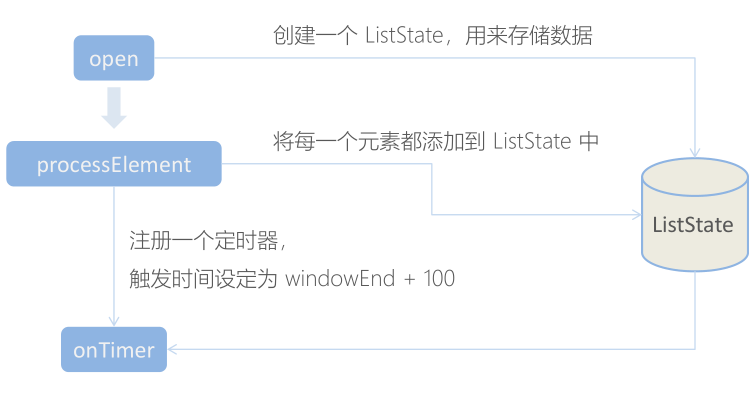 创建一个 ListState，用来存储数据
open
将每一个元素都添加到 ListState 中
processElement
ListState
注册一个定时器，
触发时间设定为 windowEnd + 100
onTimer